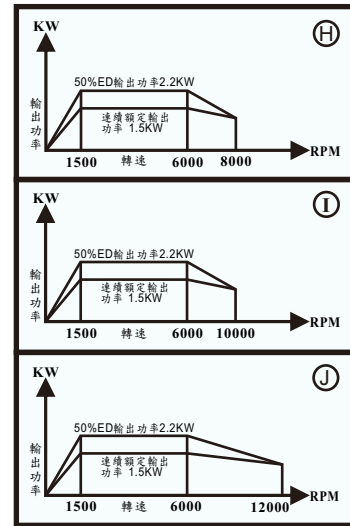 KW
H
50%ED輸出功率2.2KW
輸出功率
連續額定輸出
功率 1.5KW
1500 轉速 6000 8000 RPM
KW
I
50%ED輸出功率2.2KW
輸出功率
連續額定輸出
功率 1.5KW
1500 轉速 6000 10000 RPM
KW
J
50%ED輸出功率2.2KW
輸出功率
連續額定輸出
功率 1.5KW
1500 轉速 6000 12000 RPM